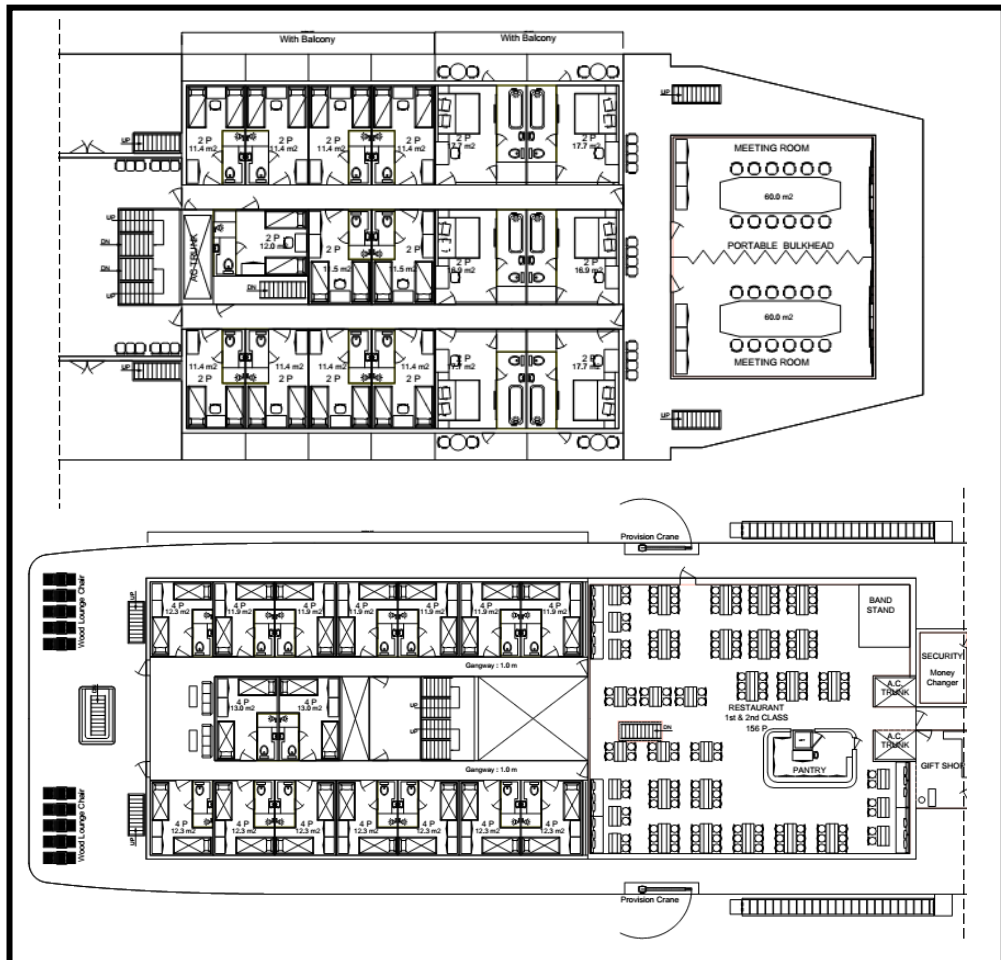 With Balcony
With Balcony
UP
UP
2 P
11.4 m2
2 P
11.4 m2
2 P
11.4 m2
2 P
11.4 m2
2 P
17.7 m2
2 P
17.7 m2
MEETING ROOM
60.0 m2
PORTABLE BULKHEAD
60.0 m2
MEETING ROOM
UP
DN
DN
UP
AC TRUNK
2 P
12.0 m2
DN
2 P
11.5 m2
2 P
11.5 m2
2 P
16.9 m2
2 P
16.9 m2
UP
11.4 m2
2 P
11.4 m2
2 P
11.4 m2
2 P
11.4 m2
2 P
2 P
17.7 m2
2 P
17.7 m2
UP
Provision Crane
Wood Lounge Chair
UP
4 P
12.3 m2
4 P
11.9 m2
4 P
11.9 m2
4 P
11.9 m2
4 P
11.9 m2
4 P
11.9 m2
4 P
11.9 m2
BAND
STAND
SECURITY
Money
Changer
Gangway : 1.0 m
4 P
13.0 m2
4 P
13.0 m2
UP
UP
A.C.
TRUNK
RESTAURANT
1st & 2nd CLASS
156 P
DN
A.C.
TRUNK
PANTRY
GIFT SHOP
Gangway : 1.0 m
Wood Lounge Chair
UP
4 P
12.3 m2
4 P
12.3 m2
4 P
12.3 m2
4 P
12.3 m2
4 P
12.3 m2
4 P
12.3 m2
4 P
12.3 m2
Provision Crane